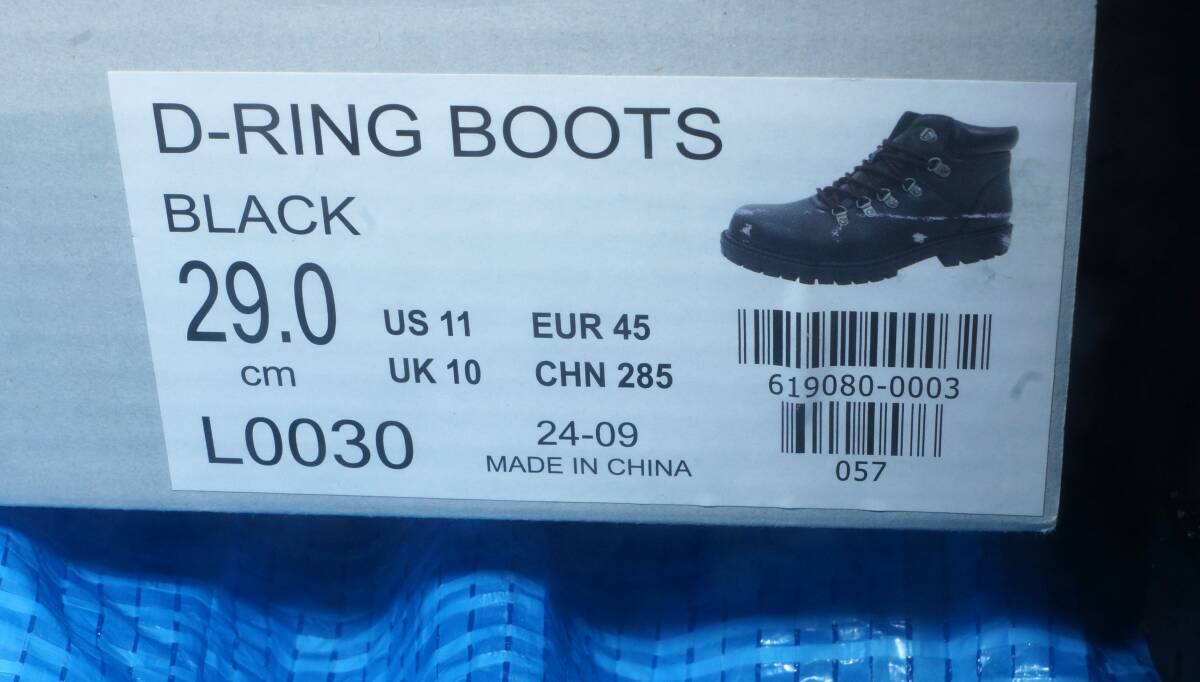 D-RING BOOTS
BLACK
29.0
cm
US 11 EUR 45
UK 10 CHN 285
L0030
24-09
MADE IN CHINA
619080-0003
057